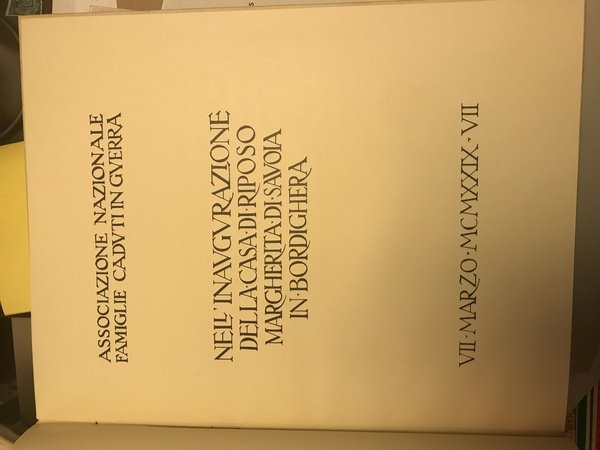 ASSOCIAZIONE NAZIONALE
FAMIGLIE CADVTI IN GVERRA
NELL'INAVGVRAZIONE
DELLA·CASA·DI·RIPOSO
MARGHERITA·DI·SAVOIA
IN·BORDIGHERA
VII·MARZO·MCMXXIX·VII